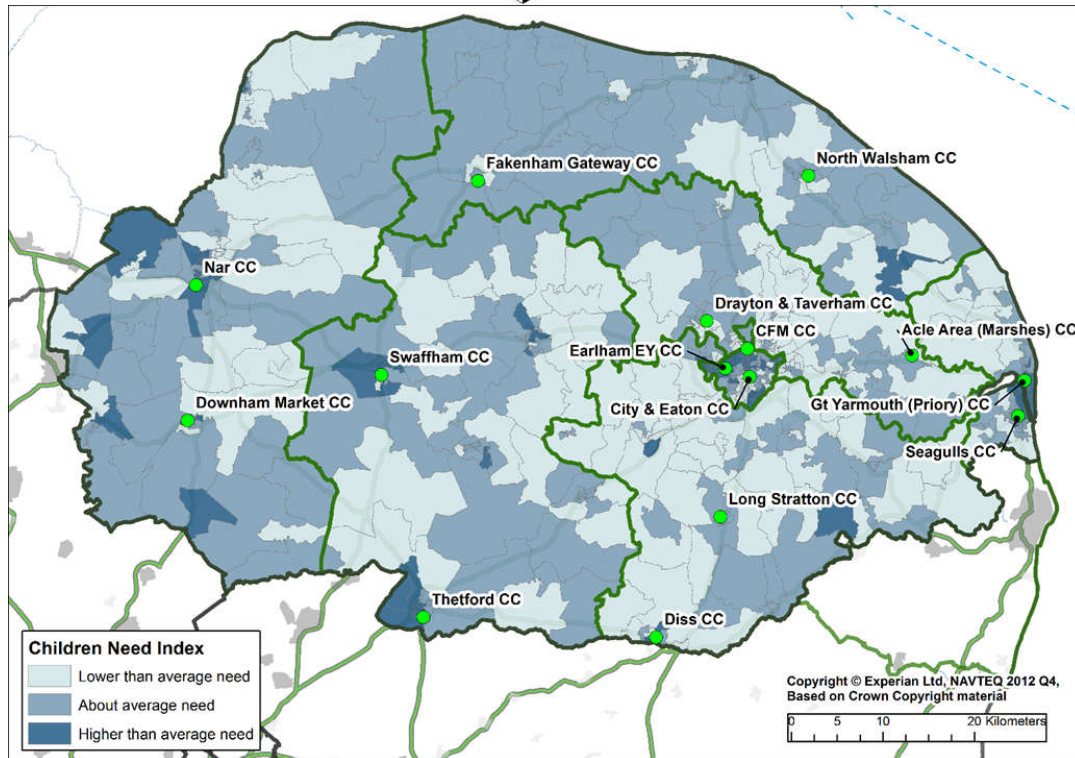 Fakenham Gateway CC
North Walsham CC
Nar CC
Drayton & Taverham CC
CFM CC
Acle Area (Marshes) CC
Earlham EY CC
Swaffham CC
City & Eaton CC
Gt Yarmouth (Priory) CC
Downham Market CC
Seagulls CC
Long Stratton CC
Thetford CC
Diss CC
Children Need Index
Lower than average need
About average need
Higher than average need
Copyright © Experian Ltd, NAVTEQ 2012 Q4,
Based on Crown Copyright material
0 5 10 20 Kilometers